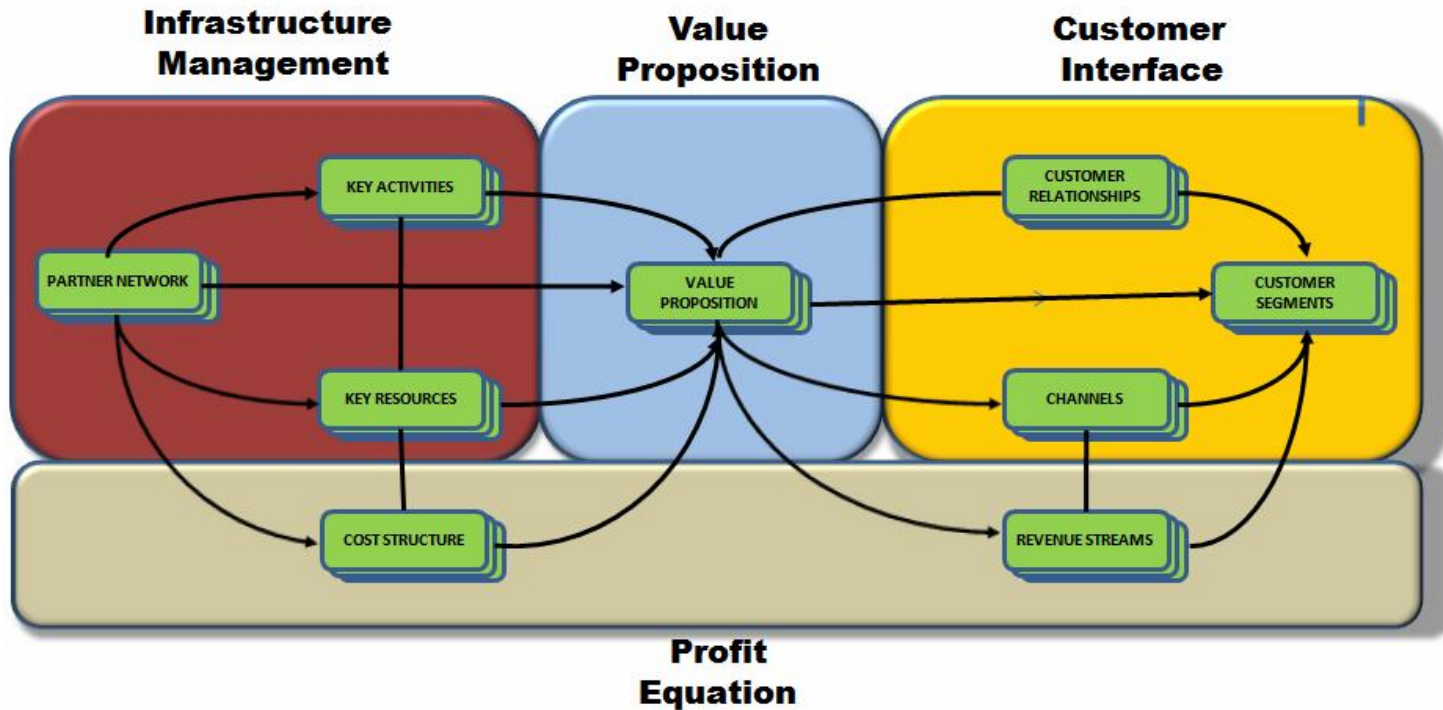 Infrastructure
Management
Value
Proposition
Customer
Interface
KEY ACTIVITIES
CUSTOMER
RELATIONSHIPS
PARTNER NETWORK
VALUE
PROPOSITION
CUSTOMER
SEGMENTS
KEY RESOURCES
CHANNELS
COST STRUCTURE
REVENUE STREAMS
Profit
Equation